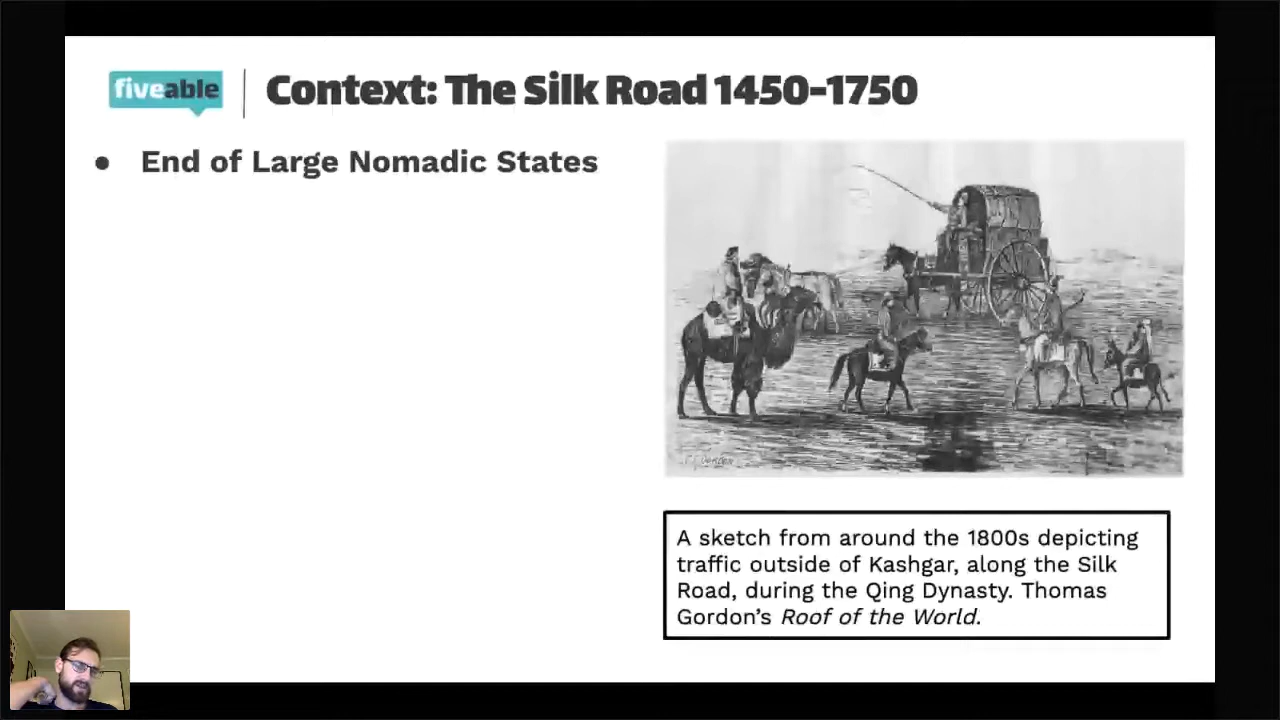 fiveable
Context: The Silk Road 1450-1750
● End of Large Nomadic States
A sketch from around the 1800s depicting
traffic outside of Kashgar, along the Silk
Road, during the Qing Dynasty. Thomas
Gordon's Roof of the World.